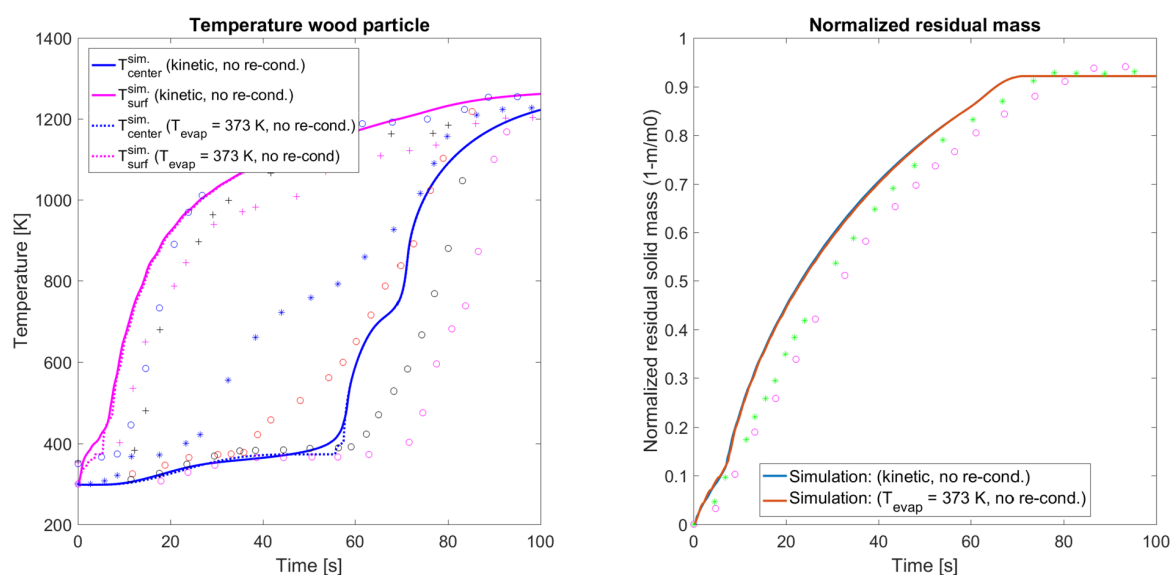 Temperature wood particle
1400
1200
1000
800
600
400
200
Temperature [K]
T_center^sim. (kinetic, no re-cond.)
T_surf^sim. (kinetic, no re-cond.)
T_center^sim. (T_evap = 373 K, no re-cond.)
T_surf^sim. (T_evap = 373 K, no re-cond)
0 20 40 60 80 100
Time [s]
Normalized residual mass
1
0.9
0.8
0.7
0.6
0.5
0.4
0.3
0.2
0.1
0
Normalized residual solid mass (1-m/m0)
Simulation: (kinetic, no re-cond.)
Simulation: (T_evap = 373 K, no re-cond.)
0 20 40 60 80 100
Time [s]